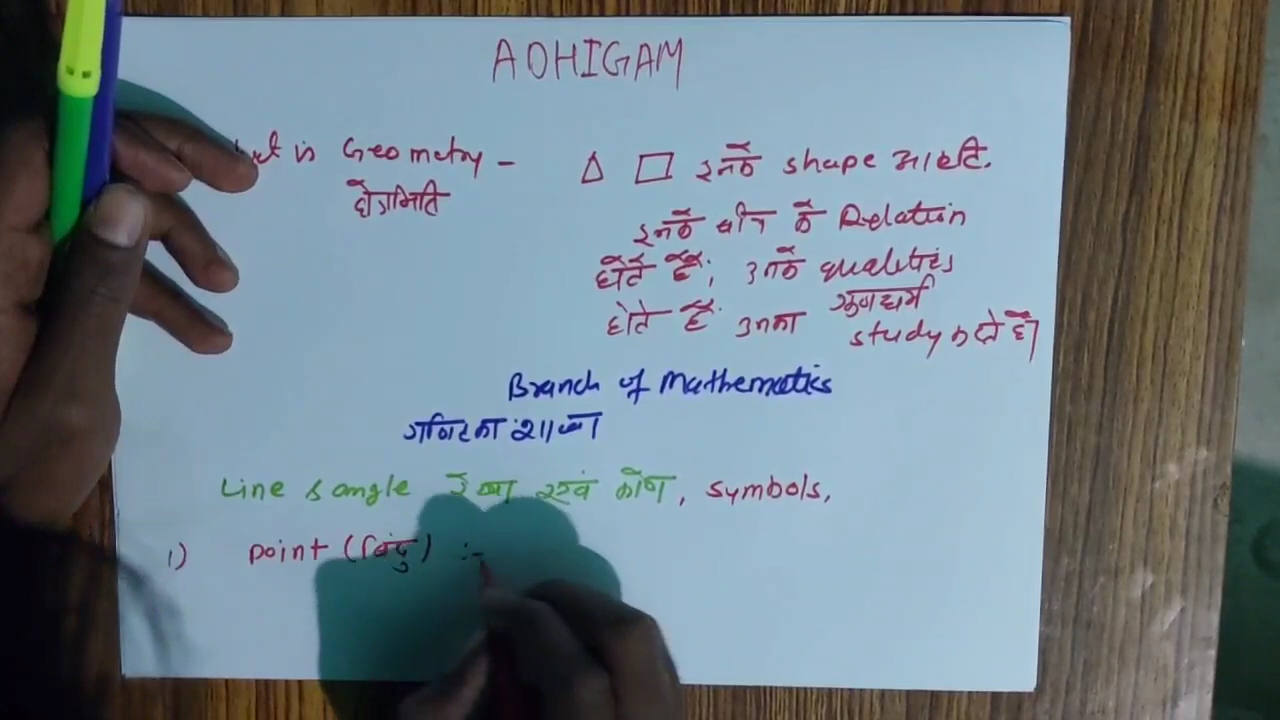 ADHIGAM
is Geometry - △ □ इनके shape आदि.
क्षेत्रमिति
इनके बीच के Relation
होते हैं, उनके qualities
गुणधर्म
होते हैं उनका study करते हैं
Branch of Mathematics
गणित का शाखा
Line & angle रेखा एवं कोण, symbols,
1) point (बिंदु) :-